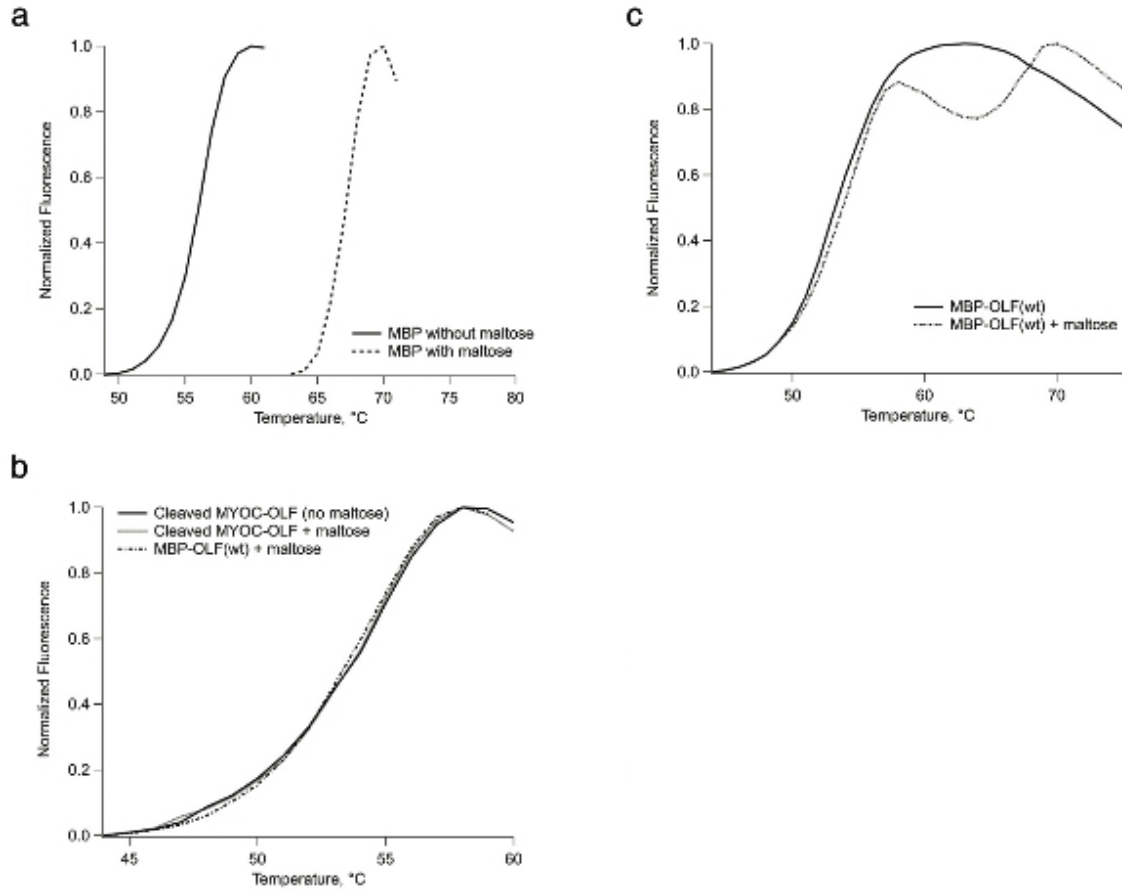 a
1.0
0.8
0.6
0.4
0.2
0.0
Normalized Fluorescence
50 55 60 65 70 75 80
Temperature, °C
MBP without maltose
MBP with maltose
c
1.0
0.8
0.6
0.4
0.2
0.0
Normalized Fluorescence
50 60 70
Temperature, °C
MBP-OLF(wt)
MBP-OLF(wt) + maltose
b
1.0
0.8
0.6
0.4
0.2
0.0
Normalized Fluorescence
45 50 55 60
Temperature, °C
Cleaved MYOC-OLF (no maltose)
Cleaved MYOC-OLF + maltose
MBP-OLF(wt) + maltose